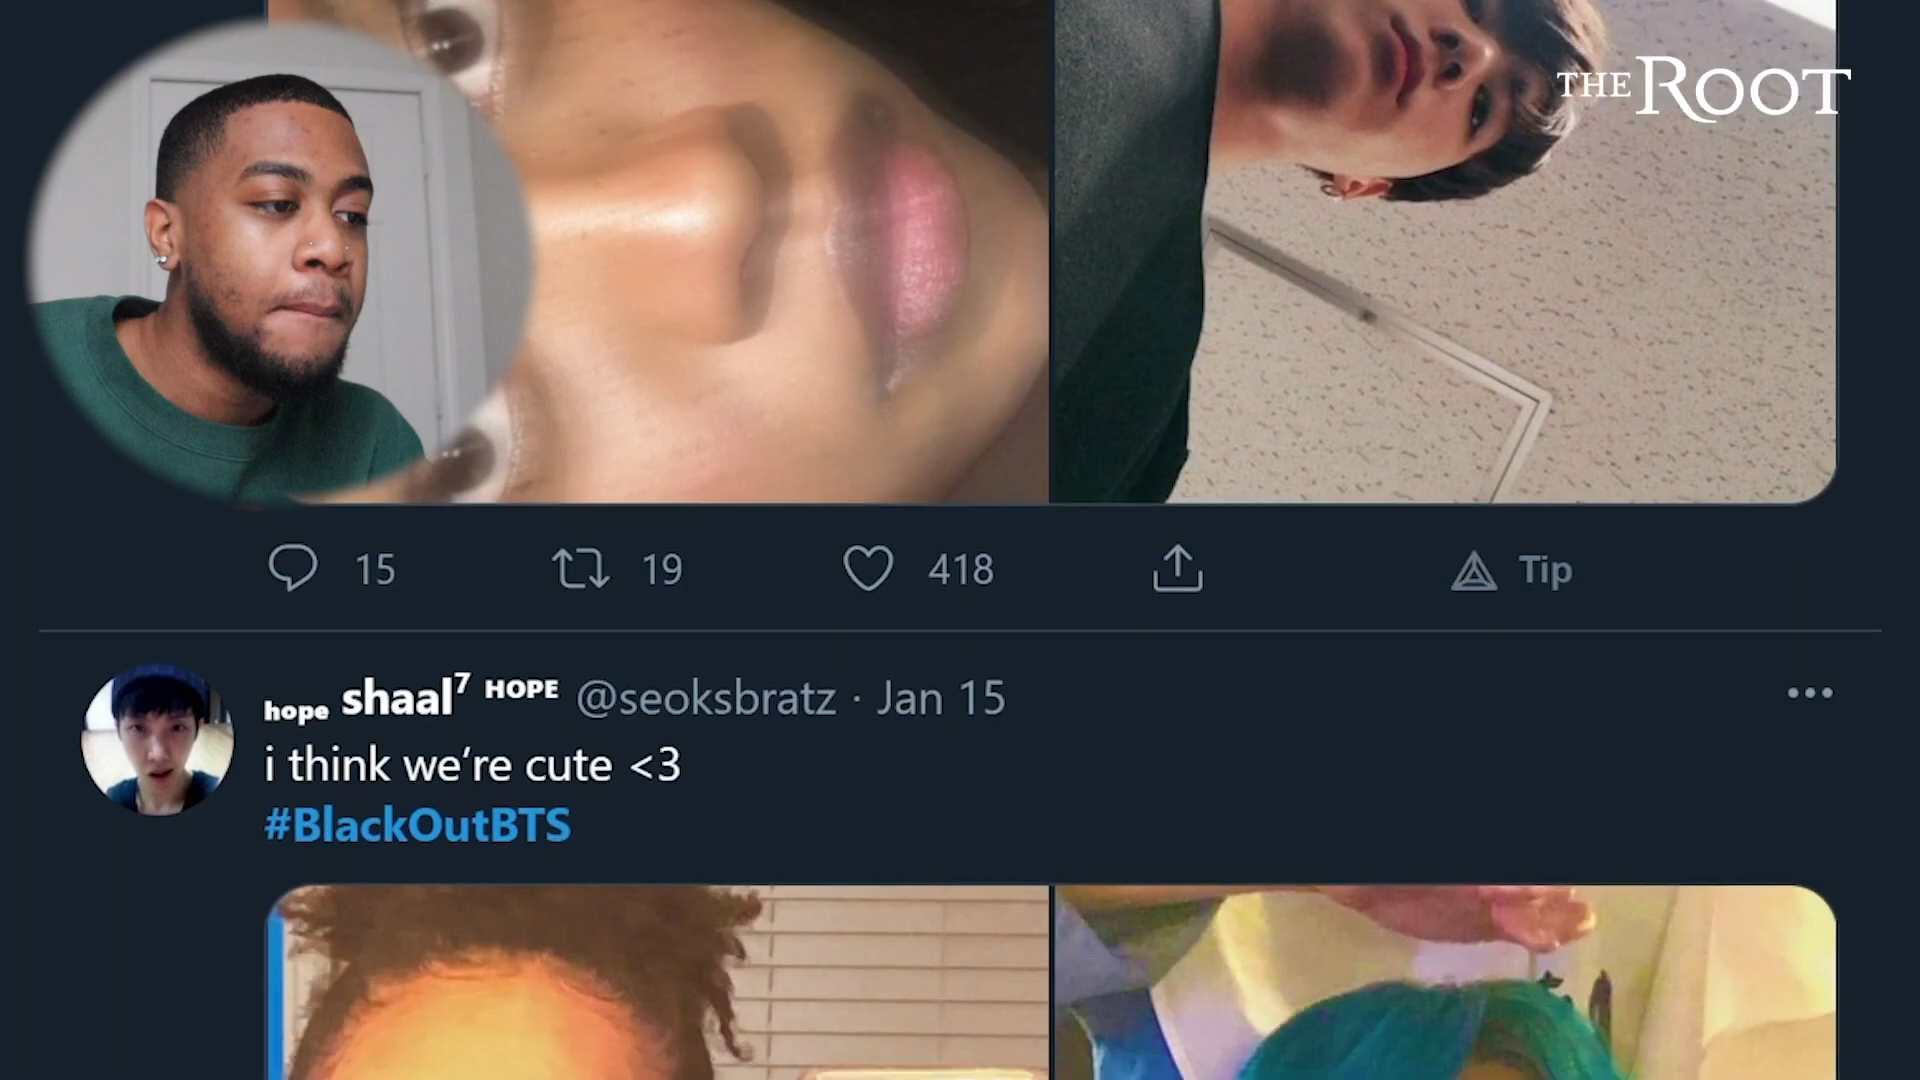 THE ROOT
15 19 418 Tip
hope shaal⁷ HOPE @seoksbratz · Jan 15
i think we're cute <3
#BlackOutBTS